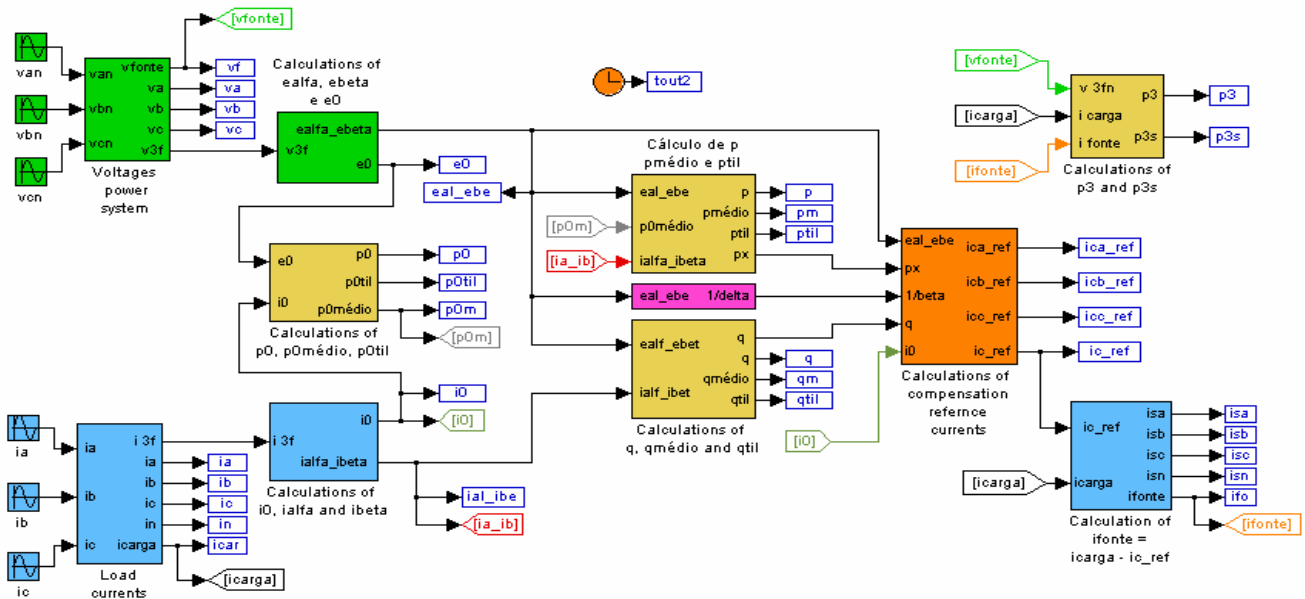 [vfonte]
van
vbn
vcn
van
vbn
vcn
vfonte
va
vb
vc
v3f
Voltages
power
system
vf
va
vb
vc
Calculations of
ealfa, ebeta
e e0
ealfa_ebeta
v3f
e0
e0
eal_ebe
tout2
[vfonte]
[icarga]
[ifonte]
v 3fn
i carga
i fonte
p3
p3s
p3
p3s
Calculations of
p3 and p3s
e0
i0
p0
p0til
p0médio
Calculations of
p0, p0médio, p0til
p0
p0til
p0m
[p0m]
Cálculo de p
pmédio e ptil
[p0m]
[ia_ib]
eal_ebe
p0médio
ialfa_ibeta
p
pmédio
ptil
px
p
pm
ptil
eal_ebe
1/delta
ealf_ebet
ialf_ibet
q
q
qmédio
qtil
q
qm
qtil
Calculations of
q, qmédio and qtil
[i0]
eal_ebe
px
1/beta
q
i0
ica_ref
icb_ref
icc_ref
ic_ref
Calculations of
compensation
refernce
currents
ica_ref
icb_ref
icc_ref
ic_ref
ia
ib
ic
ia
ib
ic
i 3f
ia
ib
ic
in
icarga
Load
currents
ia
ib
ic
in
icar
[icarga]
i 3f
i0
ialfa_ibeta
Calculations of
i0, ialfa and ibeta
i0
[i0]
ial_ibe
[ia_ib]
[icarga]
ic_ref
icarga
isa
isb
isc
isn
ifonte
Calculation of
ifonte =
icarga - ic_ref
isa
isb
isc
isn
ifo
[ifonte]